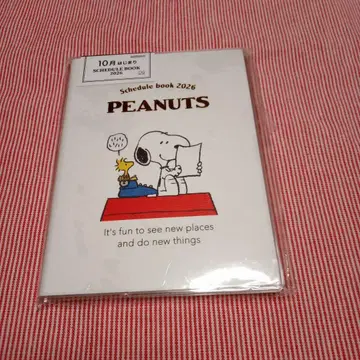 10月はじまり
SCHEDULE BOOK
2026
Schedule book 2026
PEANUTS
It's fun to see new places
and do new things